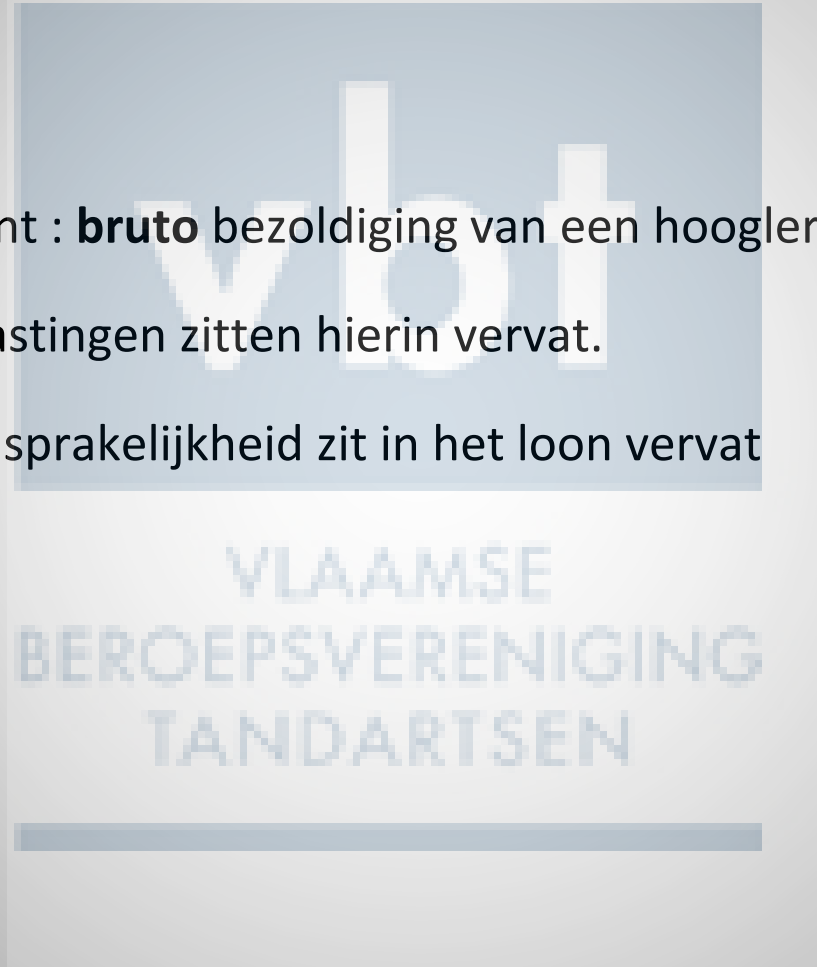 nt : bruto bezoldiging van een hoogler
astingen zitten hierin vervat.
sprakelijkheid zit in het loon vervat
vbt
VLAAMSE
BEROEPSVERENIGING
TANDARTSEN